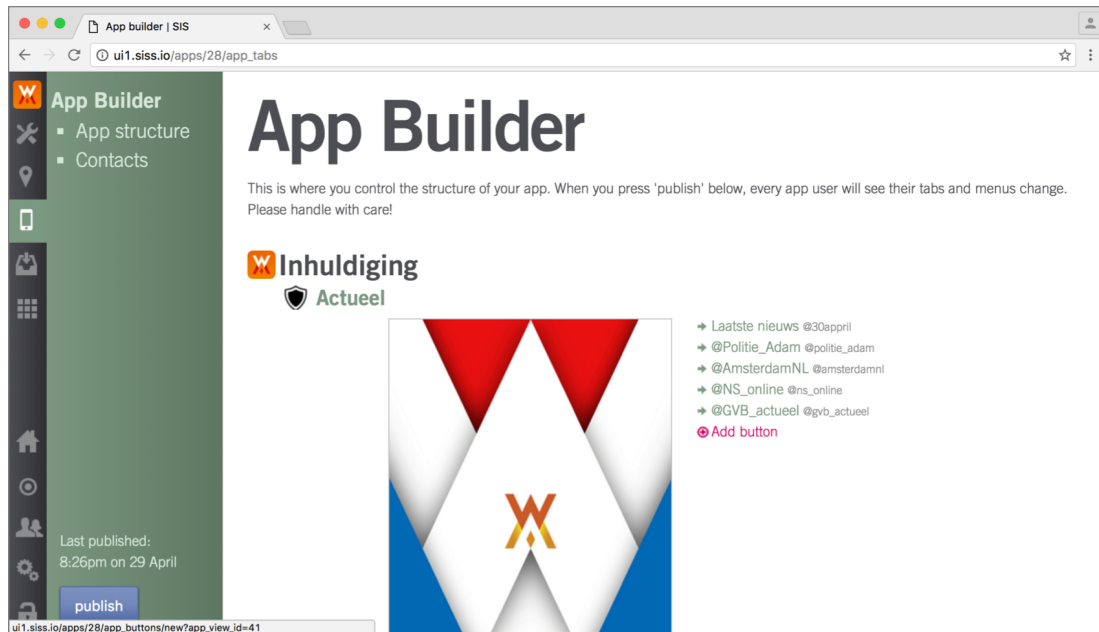 App builder | SIS
ui1.siss.io/apps/28/app_tabs
App Builder
App structure
Contacts
Last published:
8:26pm on 29 April
publish
App Builder
This is where you control the structure of your app. When you press 'publish' below, every app user will see their tabs and menus change.
Please handle with care!
Inhuldiging
Actueel
Laatste nieuws @30appril
@Politie_Adam @politie_adam
@AmsterdamNL @amsterdamnl
@NS_online @ns_online
@GVB_actueel @gvb_actueel
Add button
ui1.siss.io/apps/28/app_buttons/new?app_view_id=41